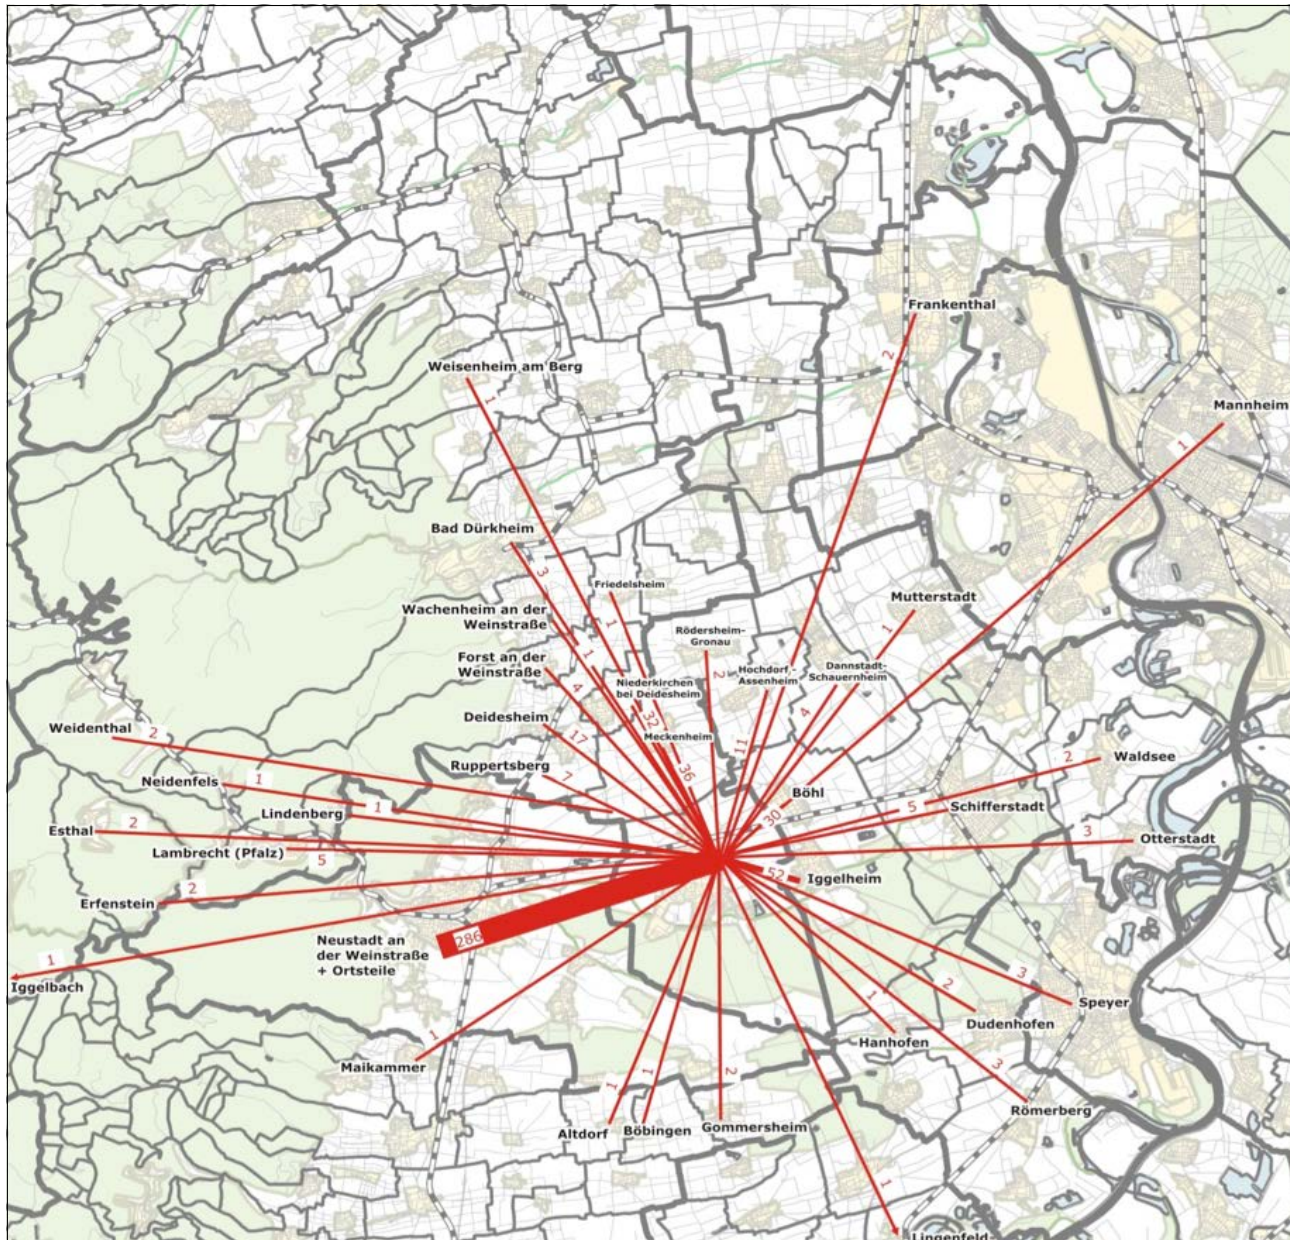 Frankenthal
2
Weisenheim am Berg
1
Mannheim
1
Bad Dürkheim
3
Friedelsheim
1
Mutterstadt
1
Wachenheim an der
Weinstraße
1
Rödersheim-
Gronau
2
Forst an der
Weinstraße
4
Hochdorf -
Assenheim
11
Dannstadt-
Schauernheim
4
Niederkirchen
bei Deidesheim
32
Deidesheim
17
Meckenheim
36
Weidenthal
2
Ruppertsberg
7
Waldsee
2
Neidenfels
1
Böhl
30
Lindenberg
1
Schifferstadt
5
Esthal
2
Otterstadt
3
Lambrecht (Pfalz)
5
Iggelheim
52
Erfenstein
2
Neustadt an
der Weinstraße
+ Ortsteile
286
Iggelbach
1
Speyer
3
Dudenhofen
2
Hanhofen
1
Maikammer
1
Römerberg
3
Altdorf
1
Böbingen
1
Gommersheim
2
Lingenfeld
1